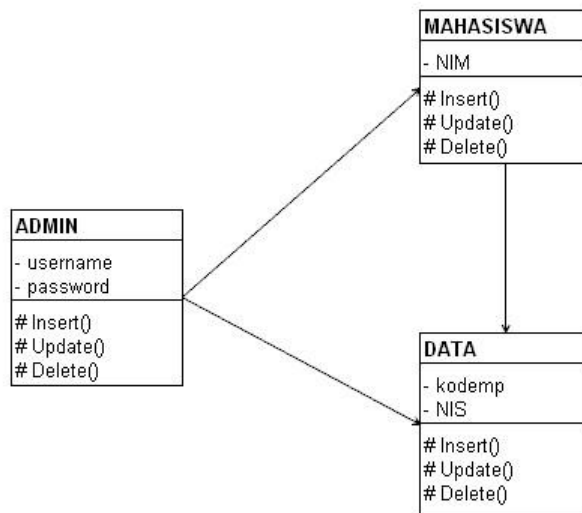 MAHASISWA
- NIM
# Insert()
# Update()
# Delete()
ADMIN
- username
- password
# Insert()
# Update()
# Delete()
DATA
- kodemp
- NIS
# Insert()
# Update()
# Delete()